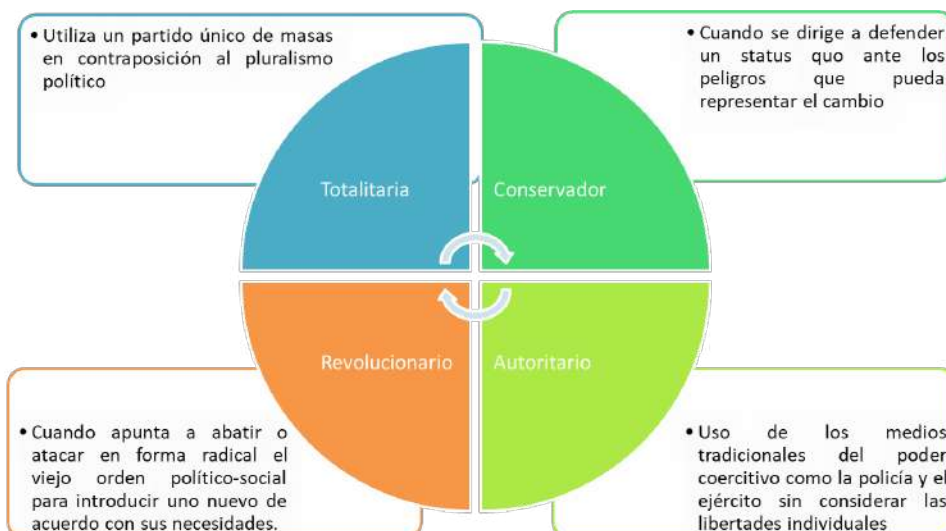 • Utiliza un partido único de masas
en contraposición al pluralismo
político
• Cuando se dirige a defender
un status quo ante los
peligros que pueda
representar el cambio
Totalitaria
Conservador
Revolucionario
Autoritario
• Cuando apunta a abatir o
atacar en forma radical el
viejo orden político-social
para introducir uno nuevo de
acuerdo con sus necesidades.
• Uso de los medios
tradicionales del poder
coercitivo como la policía y el
ejército sin considerar las
libertades individuales